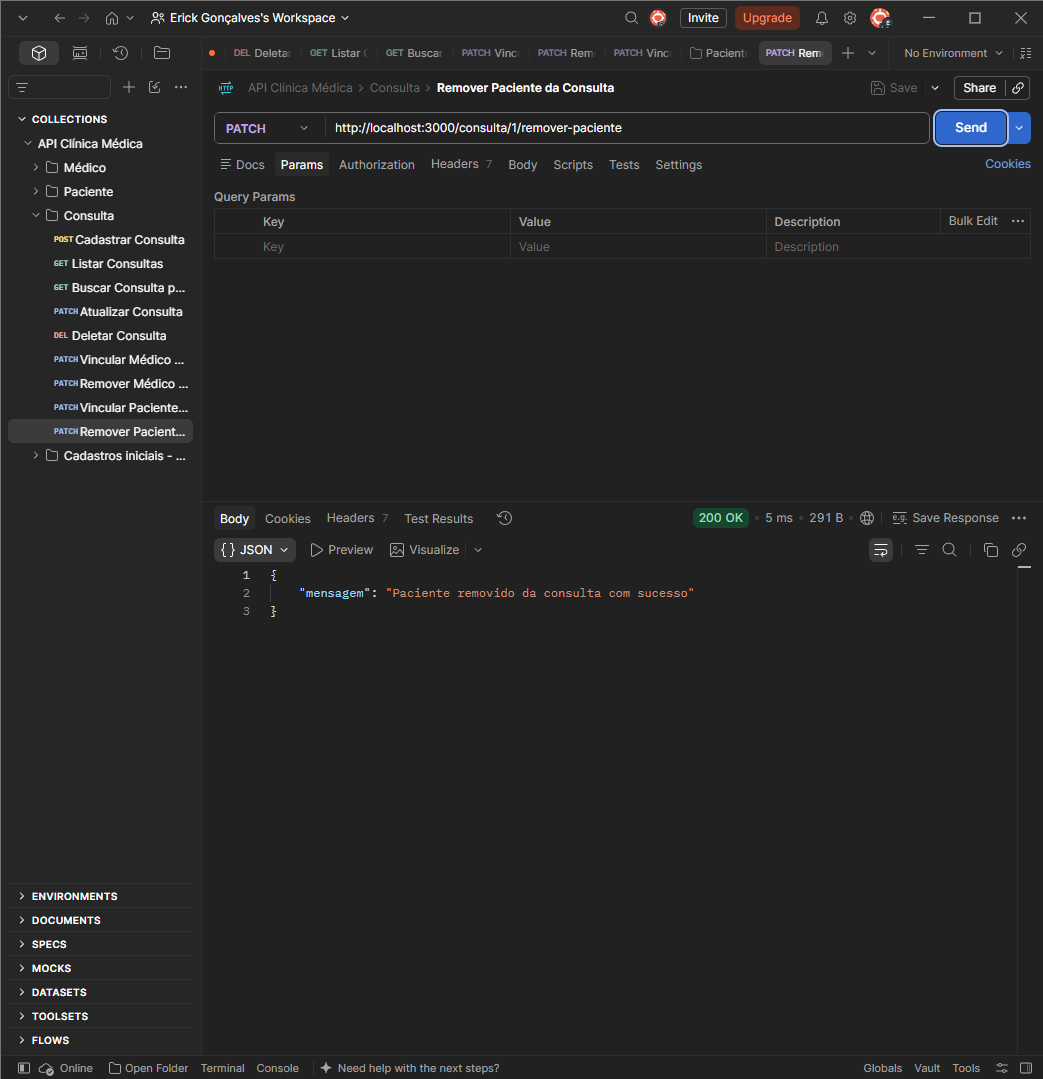 Erick Gonçalves's Workspace
Invite
Upgrade
DEL Deletar
GET Listar
GET Buscar
PATCH Vinc
PATCH Rem
PATCH Vinc
Pacient
PATCH Rem
No Environment
HTTP API Clínica Médica > Consulta > Remover Paciente da Consulta
Save
Share
PATCH
http://localhost:3000/consulta/1/remover-paciente
Send
Docs Params Authorization Headers 7 Body Scripts Tests Settings
Cookies
Query Params
Key Value Description Bulk Edit
Key Value Description
COLLECTIONS
API Clínica Médica
Médico
Paciente
Consulta
POST Cadastrar Consulta
GET Listar Consultas
GET Buscar Consulta p...
PATCH Atualizar Consulta
DEL Deletar Consulta
PATCH Vincular Médico ...
PATCH Remover Médico ...
PATCH Vincular Paciente...
PATCH Remover Pacient...
Cadastros iniciais - ...
Body Cookies Headers 7 Test Results
200 OK • 5 ms • 291 B
e.g. Save Response
{} JSON
Preview
Visualize
1 {
2 "mensagem": "Paciente removido da consulta com sucesso"
3 }
ENVIRONMENTS
DOCUMENTS
SPECS
MOCKS
DATASETS
TOOLSETS
FLOWS
Online
Open Folder
Terminal
Console
Need help with the next steps?
Globals
Vault
Tools